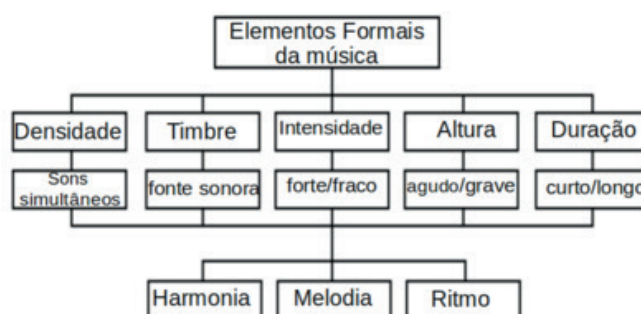 Elementos Formais
da música
Densidade
Timbre
Intensidade
Altura
Duração
Sons
simultâneos
fonte sonora
forte/fraco
agudo/grave
curto/longo
Harmonia
Melodia
Ritmo